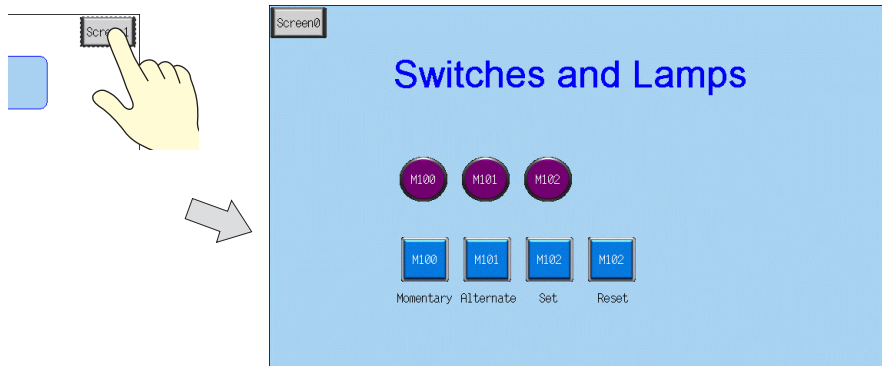 Screen0
Switches and Lamps
M100 M101 M102
M100 M101 M102 M102
Momentary Alternate Set Reset